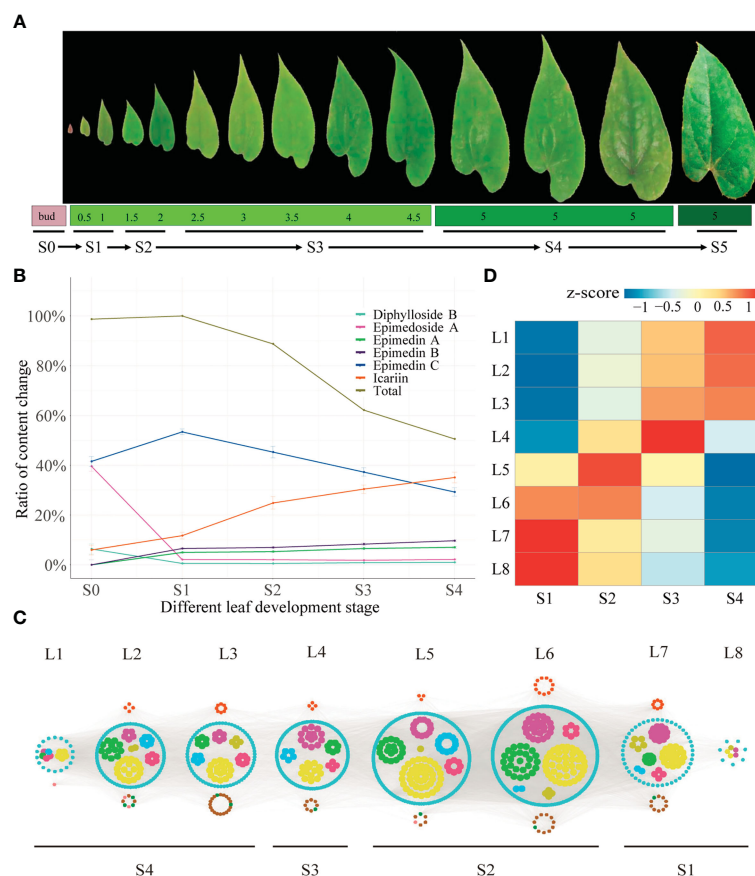 A
bud 0.5 1 1.5 2 2.5 3 3.5 4 4.5 5 5 5 5
S0 S1 S2 S3 S4 S5
B
Ratio of content change
100%
80%
60%
40%
20%
0%
Diphylloside B
Epimedoside A
Epimedin A
Epimedin B
Epimedin C
Icariin
Total
S0 S1 S2 S3 S4
Different leaf development stage
D
z-score
−1 −0.5 0 0.5 1
L1
L2
L3
L4
L5
L6
L7
L8
S1 S2 S3 S4
C
L1 L2 L3 L4 L5 L6 L7 L8
S4 S3 S2 S1